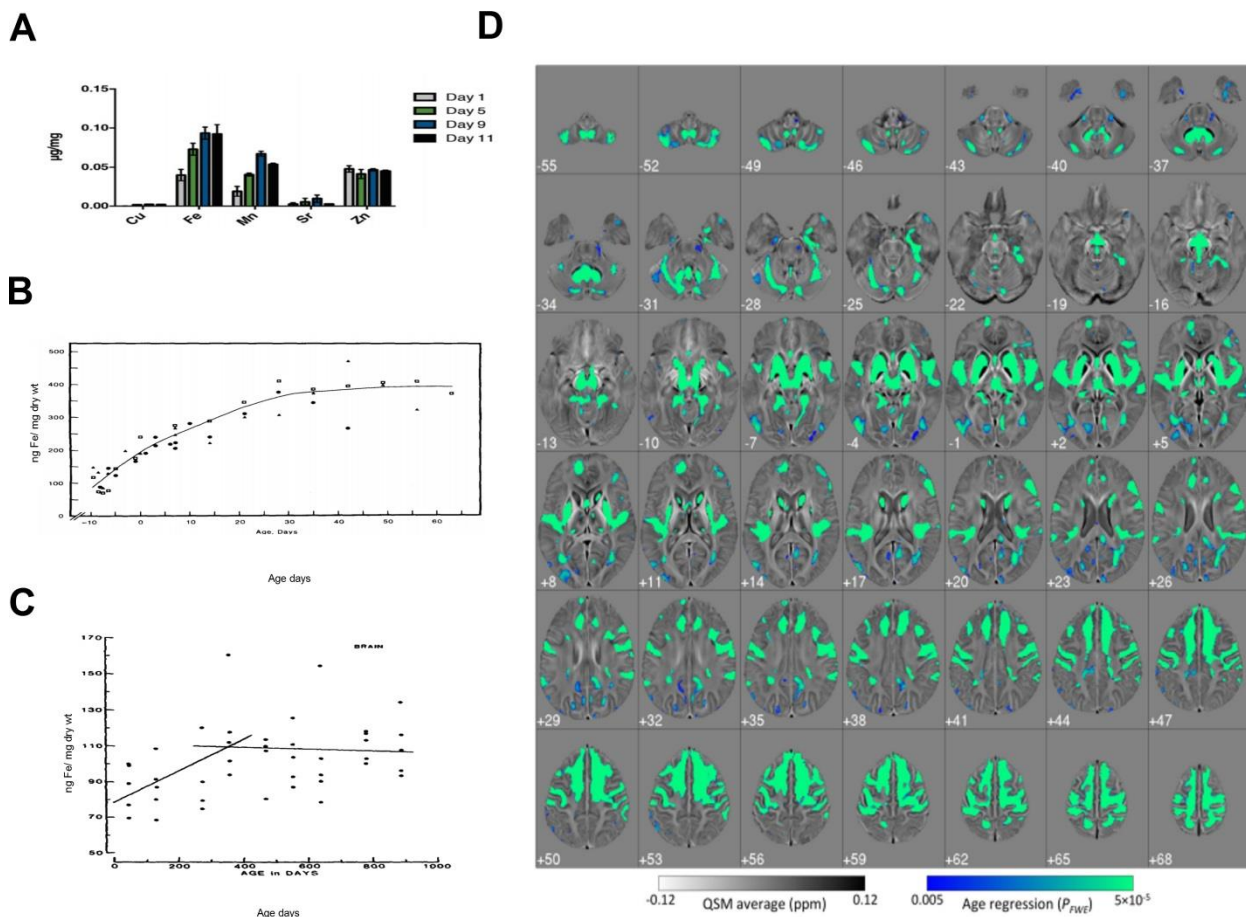 A
0.15
0.10
0.05
0.00
µg/mg
Cu
Fe
Mn
Sr
Zn
Day 1
Day 5
Day 9
Day 11
B
500
400
300
200
100
0
ng Fe/ mg dry wt
-10
0
10
20
30
40
50
60
Age, Days
Age days
C
170
150
130
110
90
70
50
ng Fe/ mg dry wt
BRAIN
0
200
400
600
800
1000
AGE in DAYS
Age days
D
-55 -52 -49 -46 -43 -40 -37
-34 -31 -28 -25 -22 -19 -16
-13 -10 -7 -4 -1 +2 +5
+8 +11 +14 +17 +20 +23 +26
+29 +32 +35 +38 +41 +44 +47
+50 +53 +56 +59 +62 +65 +68
-0.12 QSM average (ppm) 0.12
0.005 Age regression (P_FWE) 5×10⁻⁵